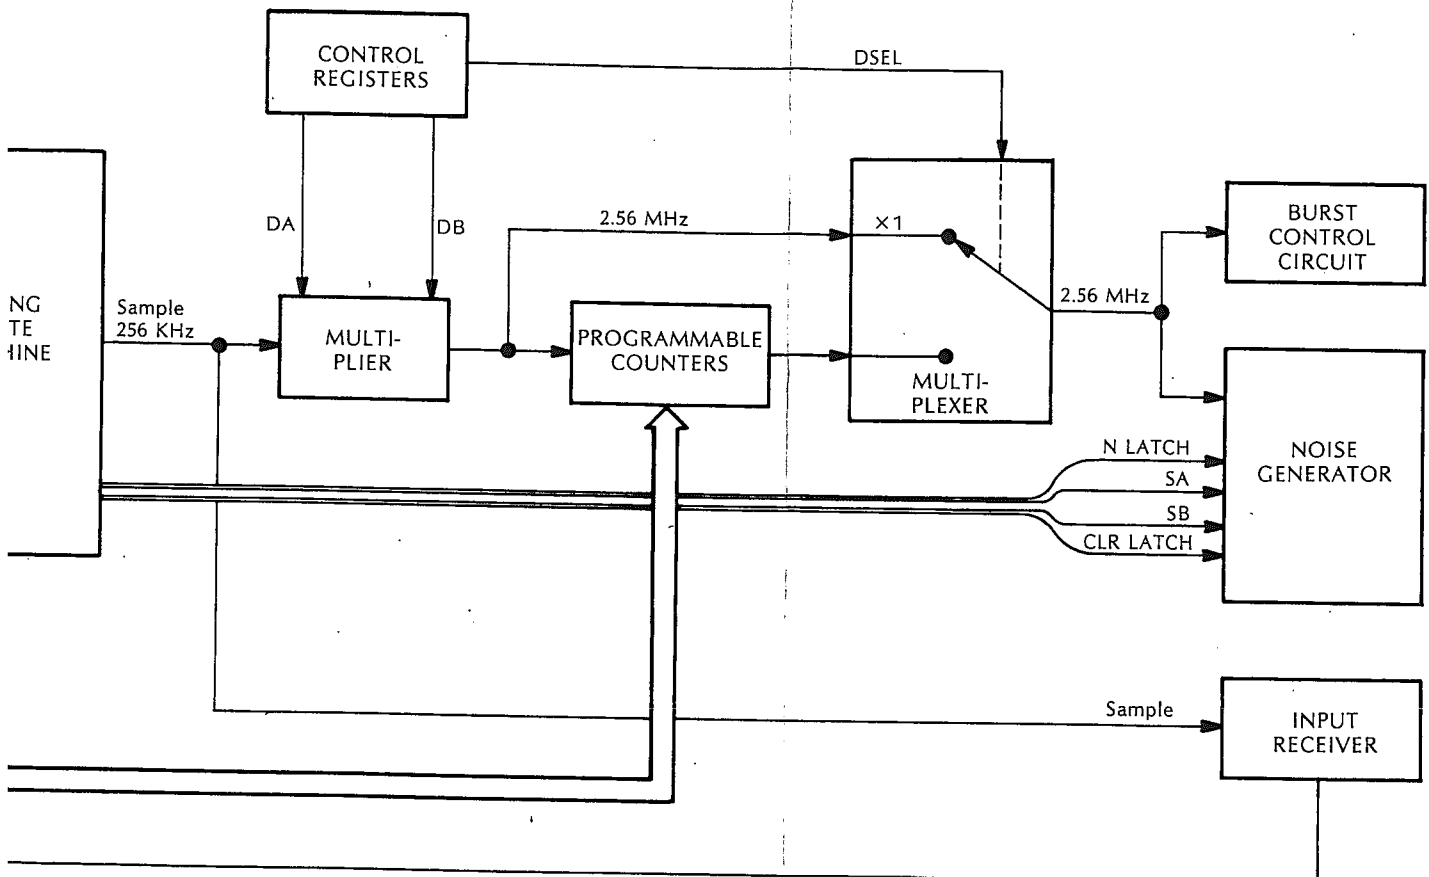 CONTROL
REGISTERS
DSEL
DA
DB
2.56 MHz
×1
BURST
CONTROL
CIRCUIT
Sample
256 KHz
NG
TE
HINE
MULTI-
PLIER
PROGRAMMABLE
COUNTERS
MULTI-
PLEXER
2.56 MHz
N LATCH
SA
SB
CLR LATCH
NOISE
GENERATOR
Sample
INPUT
RECEIVER